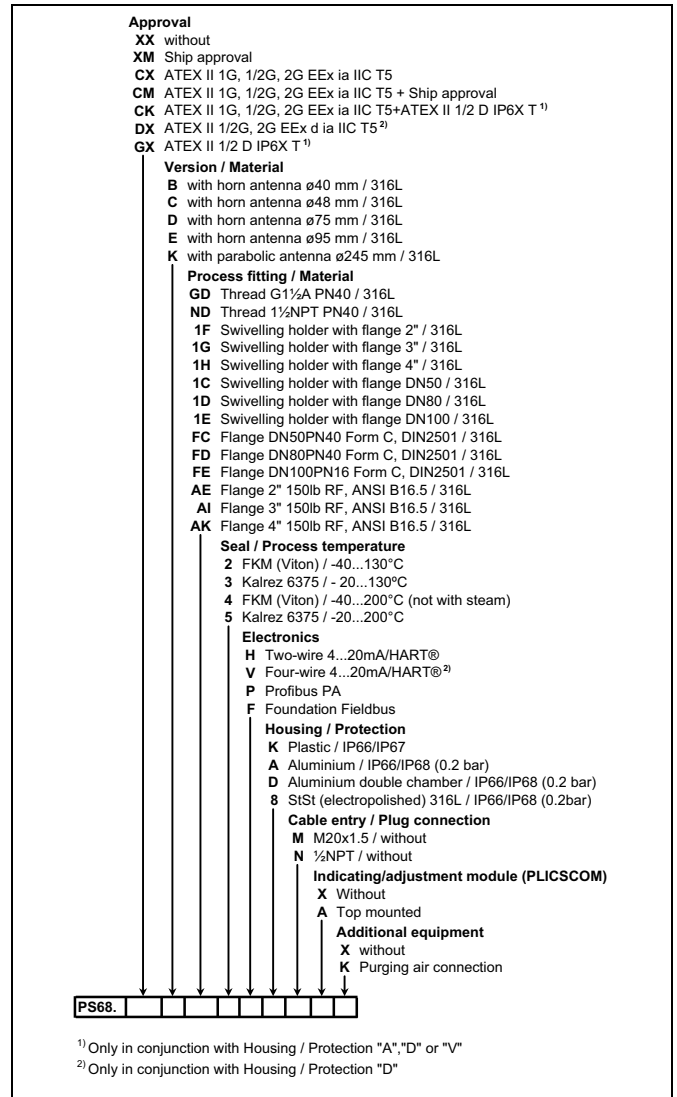 Approval
XX without
XM Ship approval
CX ATEX II 1G, 1/2G, 2G EEx ia IIC T5
CM ATEX II 1G, 1/2G, 2G EEx ia IIC T5 + Ship approval
CK ATEX II 1G, 1/2G, 2G EEx ia IIC T5+ATEX II 1/2 D IP6X T 1)
DX ATEX II 1/2G, 2G EEx d ia IIC T5 2)
GX ATEX II 1/2 D IP6X T 1)
Version / Material
B with horn antenna ø40 mm / 316L
C with horn antenna ø48 mm / 316L
D with horn antenna ø75 mm / 316L
E with horn antenna ø95 mm / 316L
K with parabolic antenna ø245 mm / 316L
Process fitting / Material
GD Thread G1½A PN40 / 316L
ND Thread 1½NPT PN40 / 316L
1F Swivelling holder with flange 2" / 316L
1G Swivelling holder with flange 3" / 316L
1H Swivelling holder with flange 4" / 316L
1C Swivelling holder with flange DN50 / 316L
1D Swivelling holder with flange DN80 / 316L
1E Swivelling holder with flange DN100 / 316L
FC Flange DN50PN40 Form C, DIN2501 / 316L
FD Flange DN80PN40 Form C, DIN2501 / 316L
FE Flange DN100PN16 Form C, DIN2501 / 316L
AE Flange 2" 150lb RF, ANSI B16.5 / 316L
AI Flange 3" 150lb RF, ANSI B16.5 / 316L
AK Flange 4" 150lb RF, ANSI B16.5 / 316L
Seal / Process temperature
2 FKM (Viton) / -40...130°C
3 Kalrez 6375 / - 20...130ºC
4 FKM (Viton) / -40...200°C (not with steam)
5 Kalrez 6375 / -20...200°C
Electronics
H Two-wire 4...20mA/HART®
V Four-wire 4...20mA/HART® 2)
P Profibus PA
F Foundation Fieldbus
Housing / Protection
K Plastic / IP66/IP67
A Aluminium / IP66/IP68 (0.2 bar)
D Aluminium double chamber / IP66/IP68 (0.2 bar)
8 StSt (electropolished) 316L / IP66/IP68 (0.2bar)
Cable entry / Plug connection
M M20x1.5 / without
N ½NPT / without
Indicating/adjustment module (PLICSCOM)
X Without
A Top mounted
Additional equipment
X without
K Purging air connection
PS68.
1) Only in conjunction with Housing / Protection "A","D" or "V"
2) Only in conjunction with Housing / Protection "D"